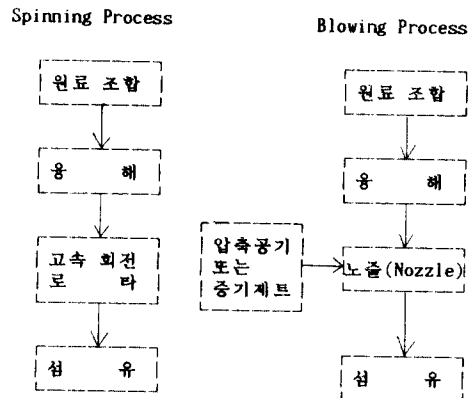 Spinning Process
원료 조합
용 해
고속 회전
로 타
섬 유
Blowing Process
원료 조합
용 해
압축공기
또는
증기제트
노즐(Nozzle)
섬 유